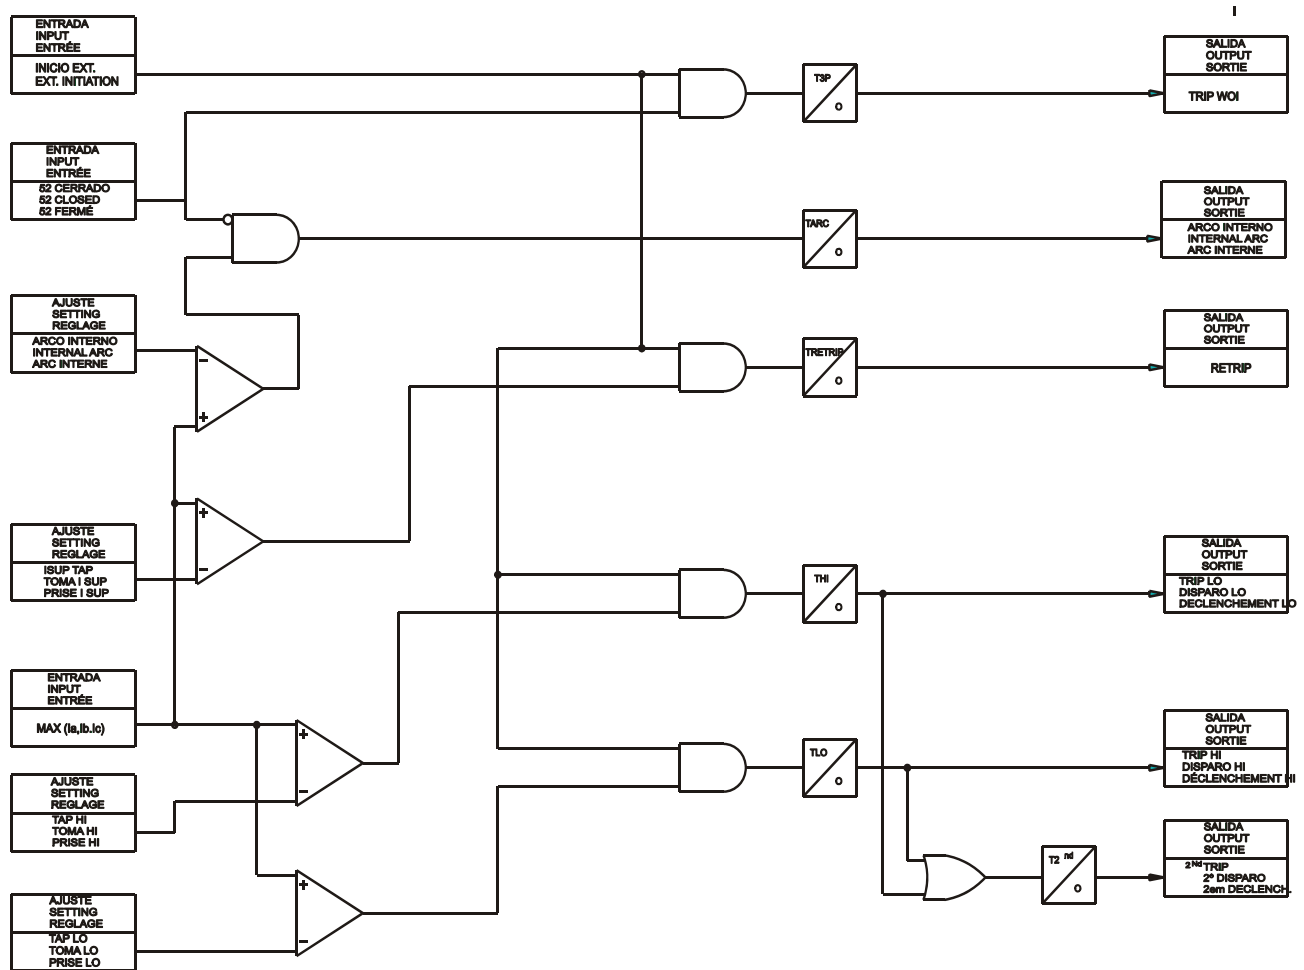 ENTRADA
INPUT
ENTRÉE
INICIO EXT.
EXT. INITIATION
ENTRADA
INPUT
ENTRÉE
52 CERRADO
52 CLOSED
52 FERMÉ
AJUSTE
SETTING
REGLAGE
ARCO INTERNO
INTERNAL ARC
ARC INTERNE
AJUSTE
SETTING
REGLAGE
ISUP TAP
TOMA I SUP
PRISE I SUP
ENTRADA
INPUT
ENTRÉE
MAX (Ia,Ib.Ic)
AJUSTE
SETTING
REGLAGE
TAP HI
TOMA HI
PRISE HI
AJUSTE
SETTING
REGLAGE
TAP LO
TOMA LO
PRISE LO
−
+
+
−
+
−
+
−
T3P
O
TARC
O
TRETRIP
O
THI
O
TLO
O
T2 nd
O
I
SALIDA
OUTPUT
SORTIE
TRIP WOI
SALIDA
OUTPUT
SORTIE
ARCO INTERNO
INTERNAL ARC
ARC INTERNE
SALIDA
OUTPUT
SORTIE
RETRIP
SALIDA
OUTPUT
SORTIE
TRIP LO
DISPARO LO
DECLENCHEMENT LO
SALIDA
OUTPUT
SORTIE
TRIP HI
DISPARO HI
DÉCLENCHEMENT HI
SALIDA
OUTPUT
SORTIE
2 Nd TRIP
2º DISPARO
2em DECLENCH.